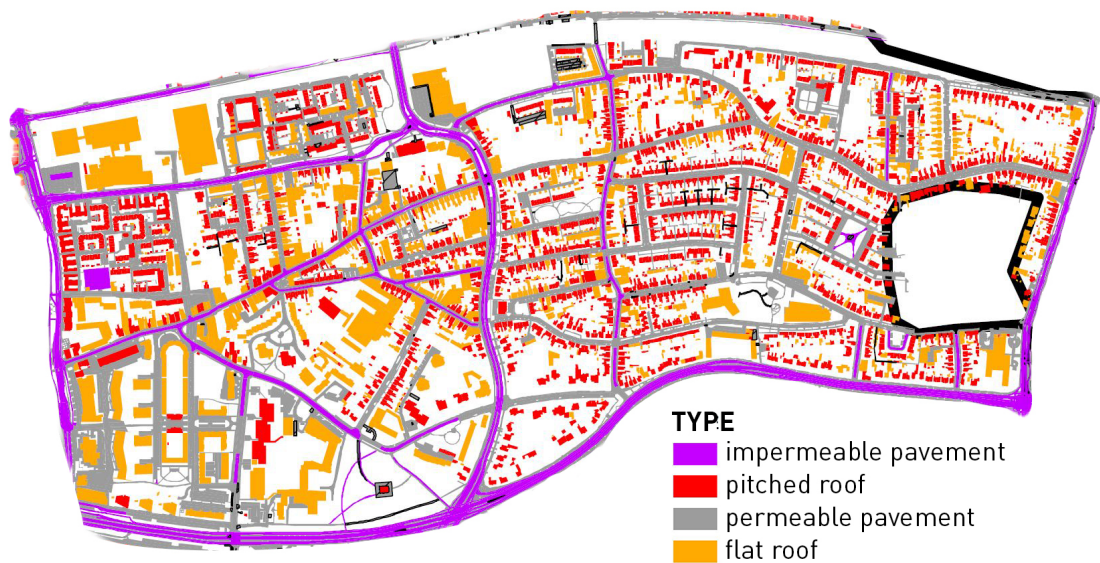 TYPE
impermeable pavement
pitched roof
permeable pavement
flat roof